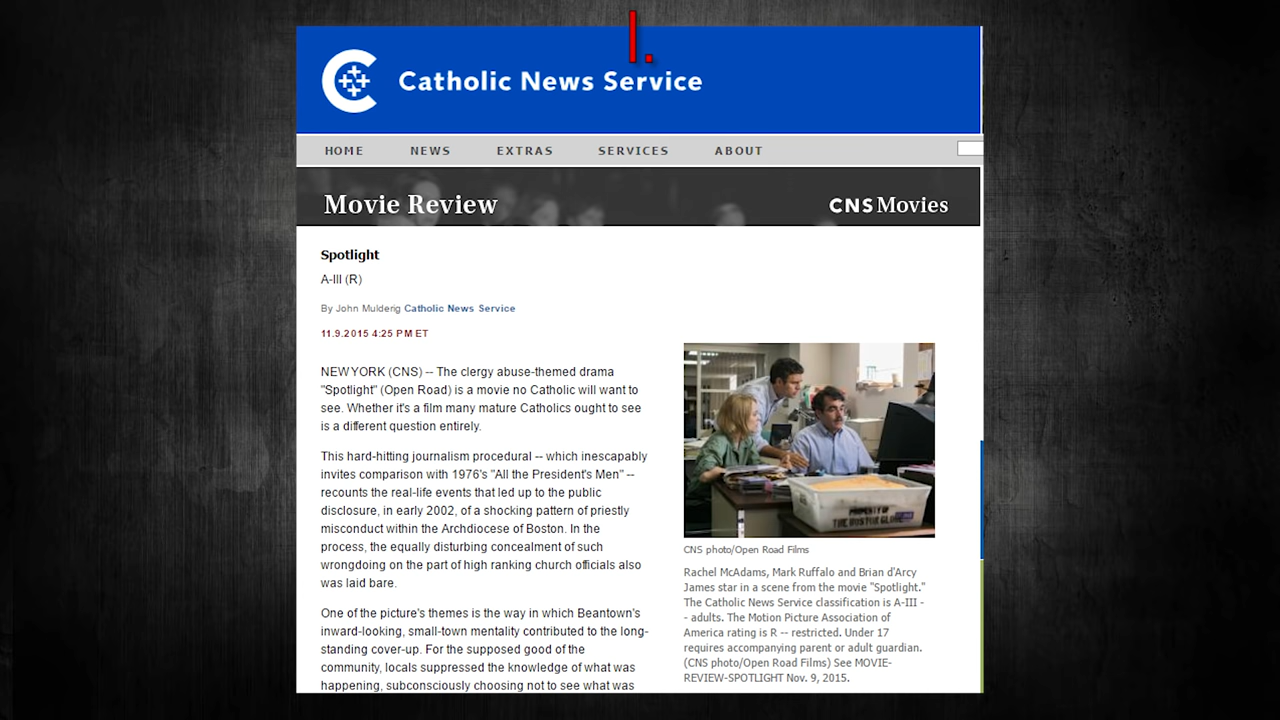 I.
Catholic News Service
HOME NEWS EXTRAS SERVICES ABOUT
Movie Review
CNS Movies
Spotlight
A-III (R)
By John Mulderig Catholic News Service
11.9.2015 4:25 PM ET
NEW YORK (CNS) -- The clergy abuse-themed drama
"Spotlight" (Open Road) is a movie no Catholic will want to
see. Whether it's a film many mature Catholics ought to see
is a different question entirely.
This hard-hitting journalism procedural -- which inescapably
invites comparison with 1976's "All the President's Men" --
recounts the real-life events that led up to the public
disclosure, in early 2002, of a shocking pattern of priestly
misconduct within the Archdiocese of Boston. In the
process, the equally disturbing concealment of such
wrongdoing on the part of high ranking church officials also
was laid bare.
One of the picture's themes is the way in which Beantown's
inward-looking, small-town mentality contributed to the long-
standing cover-up. For the supposed good of the
community, locals suppressed the knowledge of what was
happening, subconsciously choosing not to see what was
PROPERTY OF
THE BOSTON GLOBE
CNS photo/Open Road Films
Rachel McAdams, Mark Ruffalo and Brian d'Arcy
James star in a scene from the movie "Spotlight."
The Catholic News Service classification is A-III -
- adults. The Motion Picture Association of
America rating is R -- restricted. Under 17
requires accompanying parent or adult guardian.
(CNS photo/Open Road Films) See MOVIE-
REVIEW-SPOTLIGHT Nov. 9, 2015.